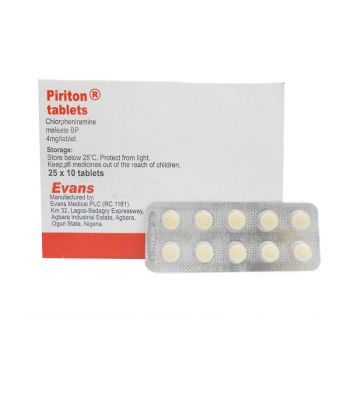 Piriton®
tablets
Chlorpheniramine
maleate BP
4mg/tablet
Storage:
Store below 25°C. Protect from light.
Keep all medicines out of the reach of children.
25 x 10 tablets
Evans
Manufactured by:
Evans Medical PLC (RC 1161)
Km 32, Lagos-Badagry Expressway,
Agbara Industrial Estate, Agbara,
Ogun State, Nigeria.